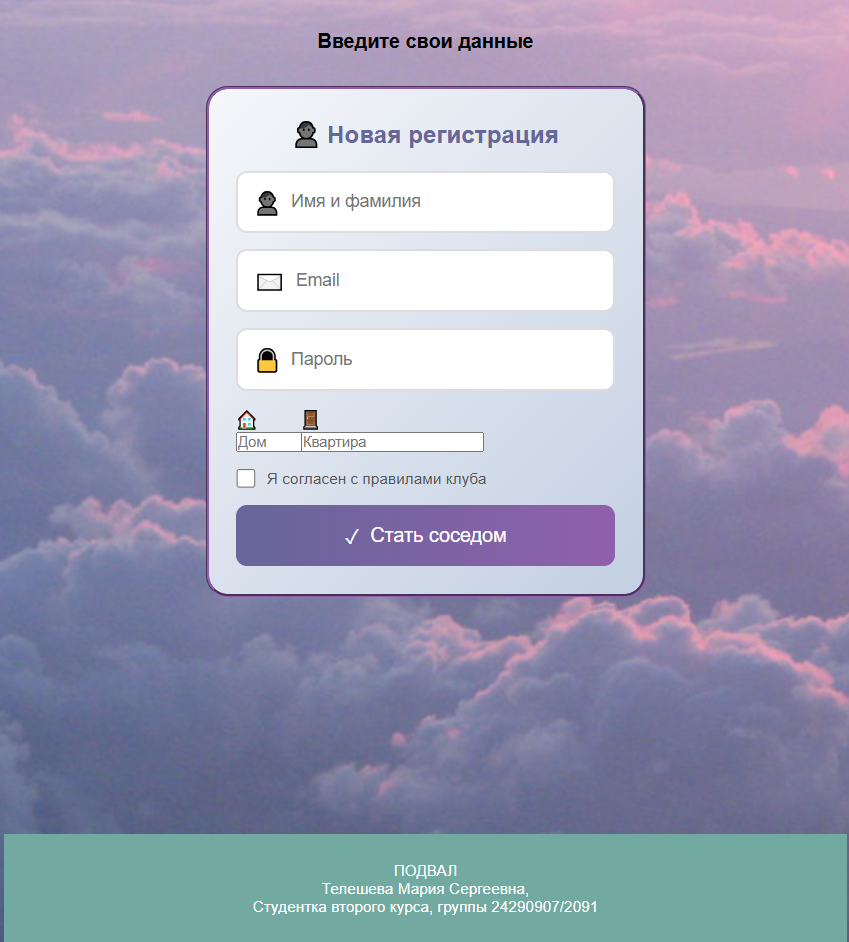 Введите свои данные
Новая регистрация
Имя и фамилия
Email
Пароль
Дом Квартира
Я согласен с правилами клуба
✓ Стать соседом
ПОДВАЛ
Телешева Мария Сергеевна,
Студентка второго курса, группы 24290907/2091